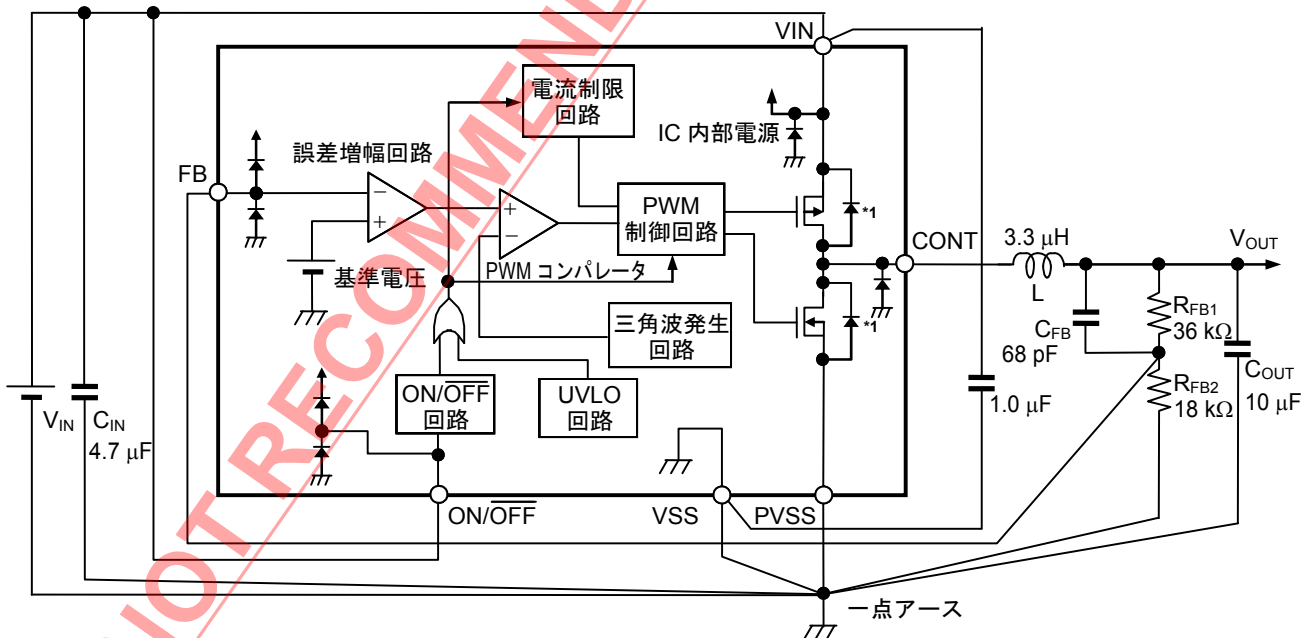 VIN
電流制限
回路
IC 内部電源
誤差増幅回路
FB
−
+
+
−
PWM
制御回路
*1
CONT
3.3 μH
L
VOUT
基準電圧
PWM コンパレータ
*1
三角波発生
回路
CFB
68 pF
RFB1
36 kΩ
RFB2
18 kΩ
COUT
10 μF
VIN
CIN
4.7 μF
ON/OFF
回路
UVLO
回路
1.0 μF
ON/OFF
VSS
PVSS
一点アース
NOT RECOMMEND